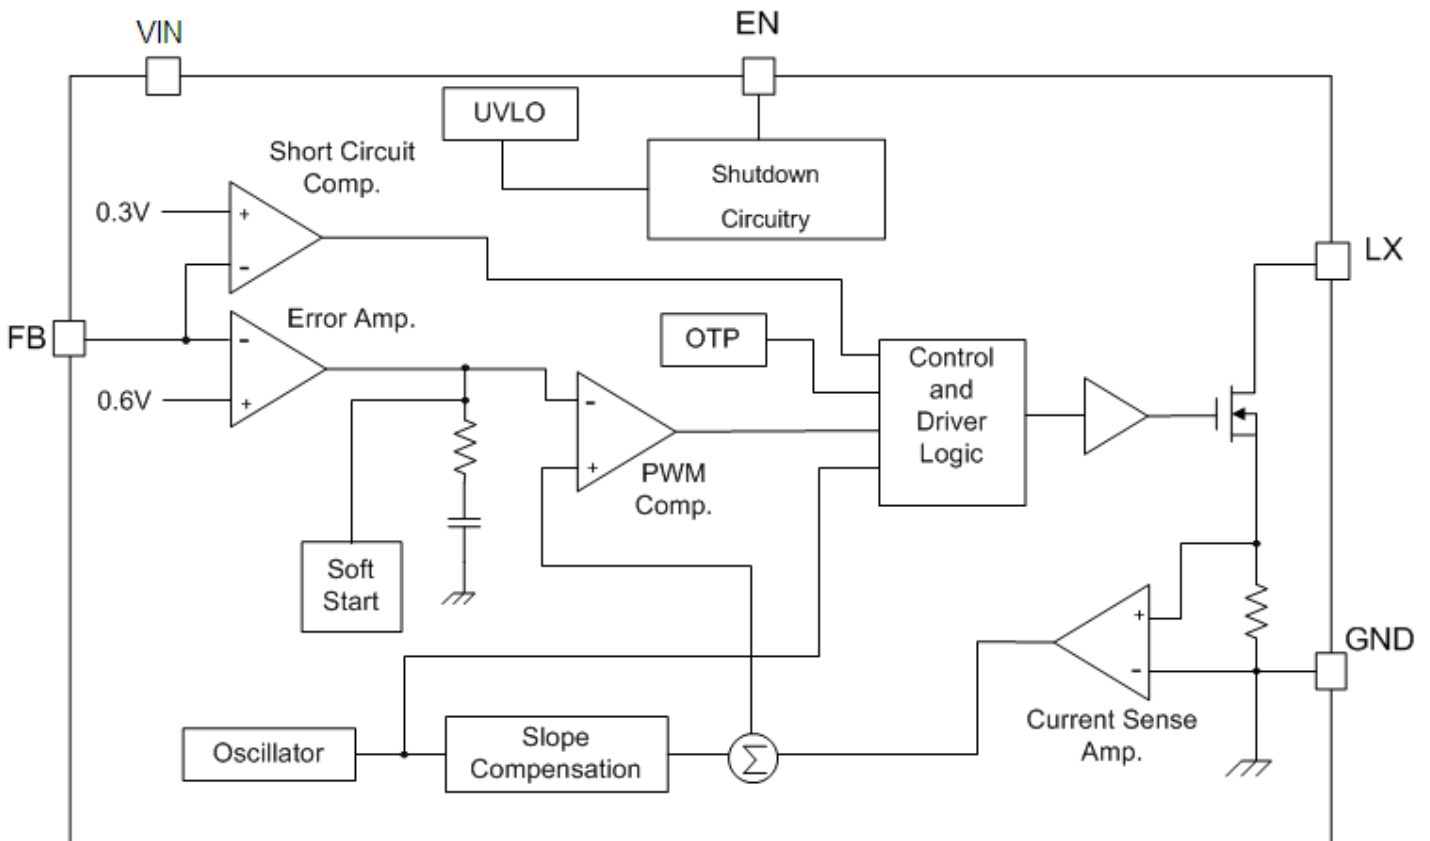 VIN
EN
UVLO
Short Circuit
Comp.
Shutdown
Circuitry
0.3V
+
-
LX
FB
Error Amp.
-
0.6V
+
OTP
Control
and
Driver
Logic
-
+
PWM
Comp.
Soft
Start
+
-
GND
Current Sense
Amp.
Oscillator
Slope
Compensation
Σ